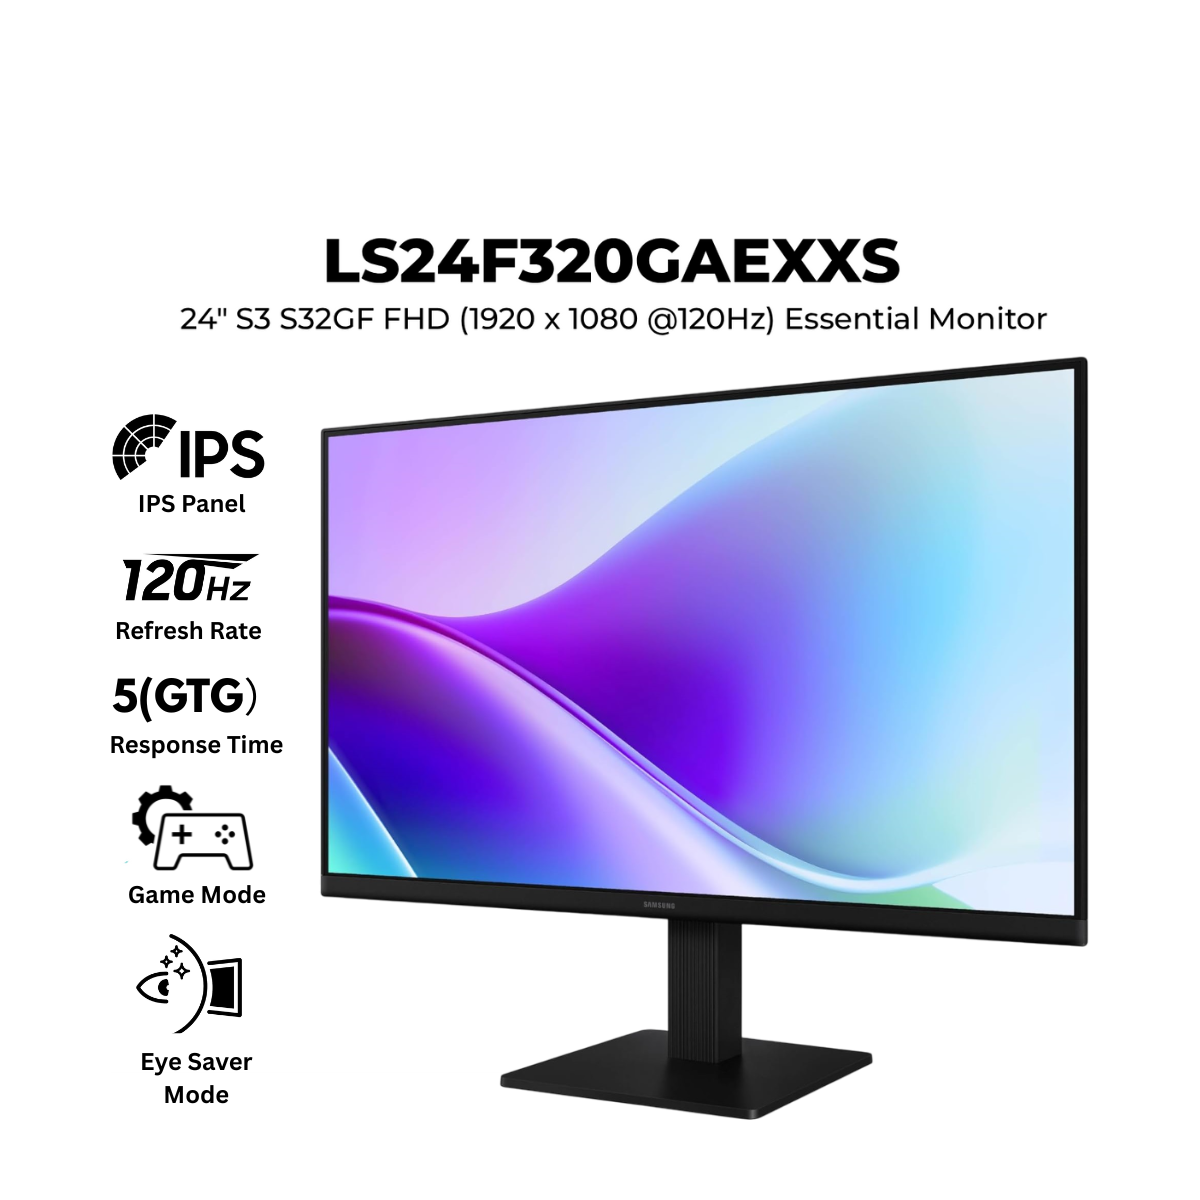 LS24F320GAEXXS
24" S3 S32GF FHD (1920 x 1080 @120Hz) Essential Monitor
IPS
IPS Panel
120Hz
Refresh Rate
5(GTG)
Response Time
Game Mode
Eye Saver
Mode
SAMSUNG